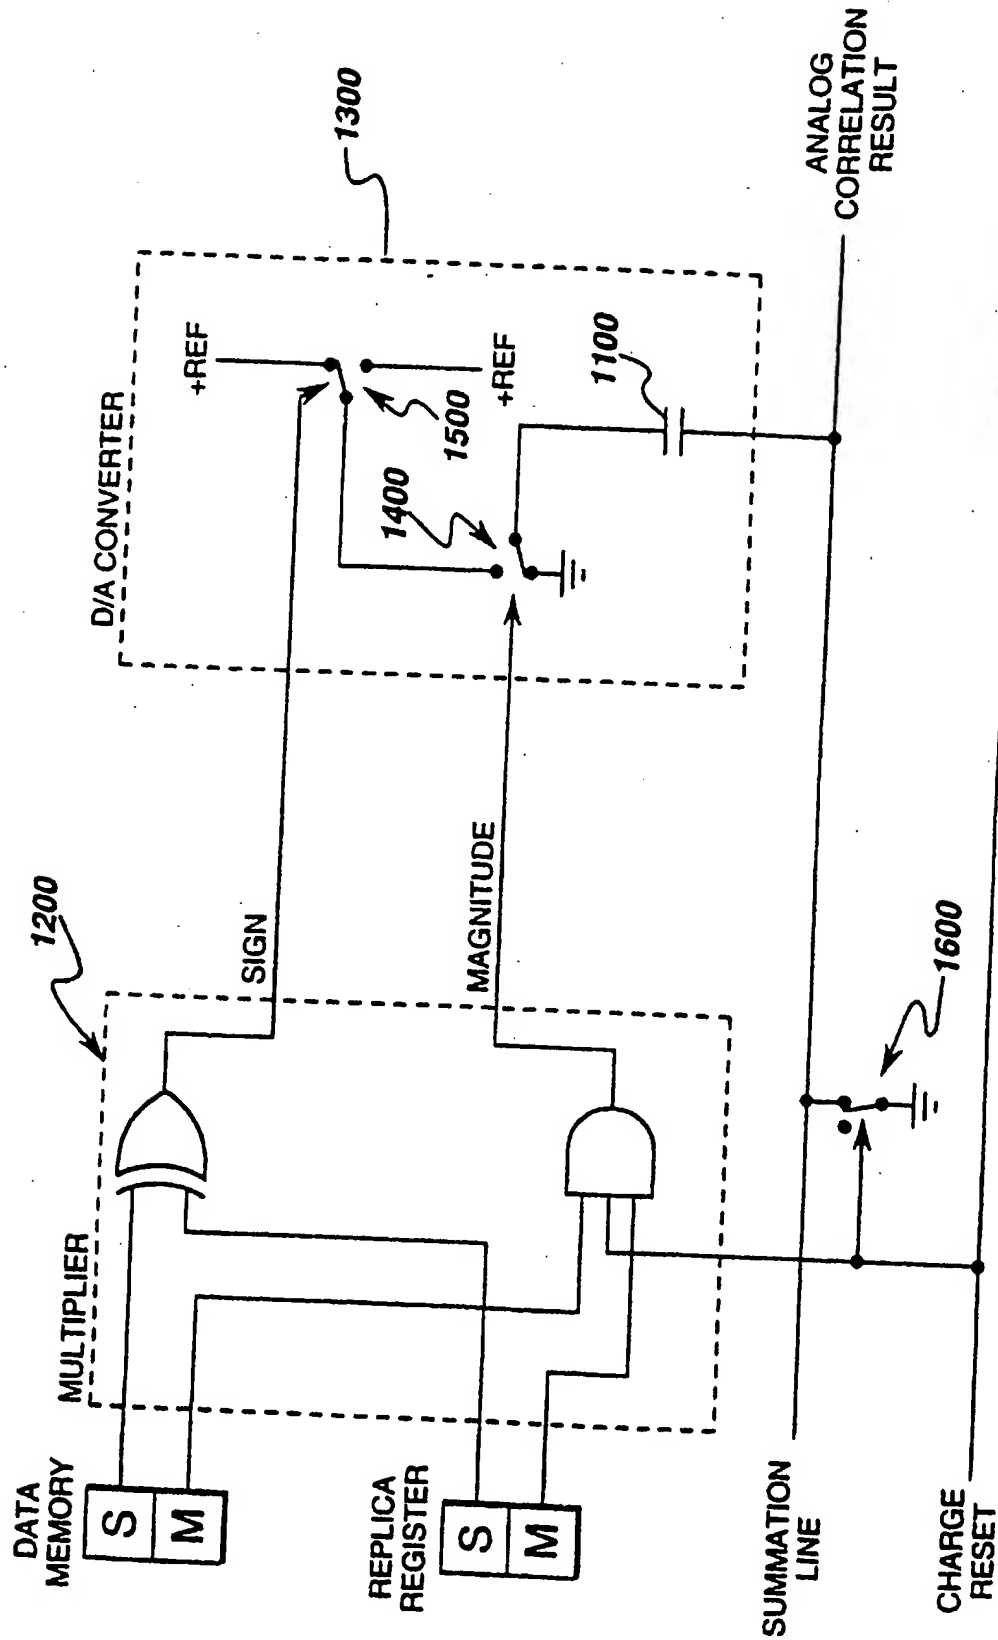 DATA
MEMORY
S
M
REPLICA
REGISTER
S
M
SUMMATION
LINE
CHARGE
RESET
MULTIPLIER
1200
SIGN
MAGNITUDE
1600
D/A CONVERTER
1300
+REF
1500
+REF
1400
1100
ANALOG
CORRELATION
RESULT